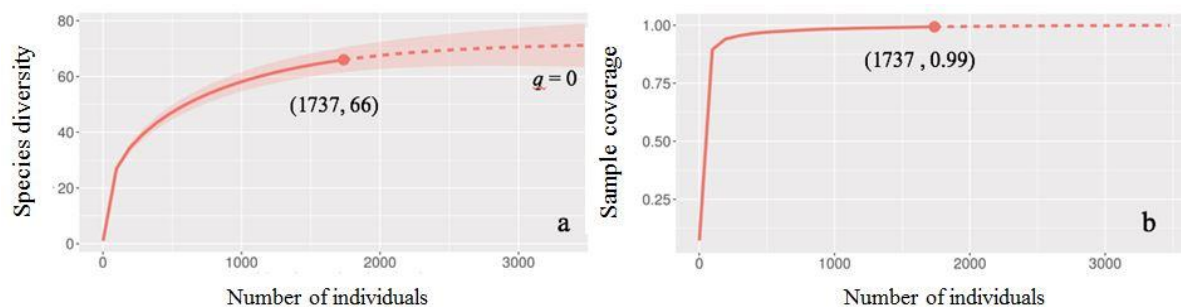 80
60
40
20
0
Species diversity
(1737, 66)
q = 0
a
0
1000
2000
3000
Number of individuals
1.00
0.75
0.50
0.25
Sample coverage
(1737 , 0.99)
b
0
1000
2000
3000
Number of individuals